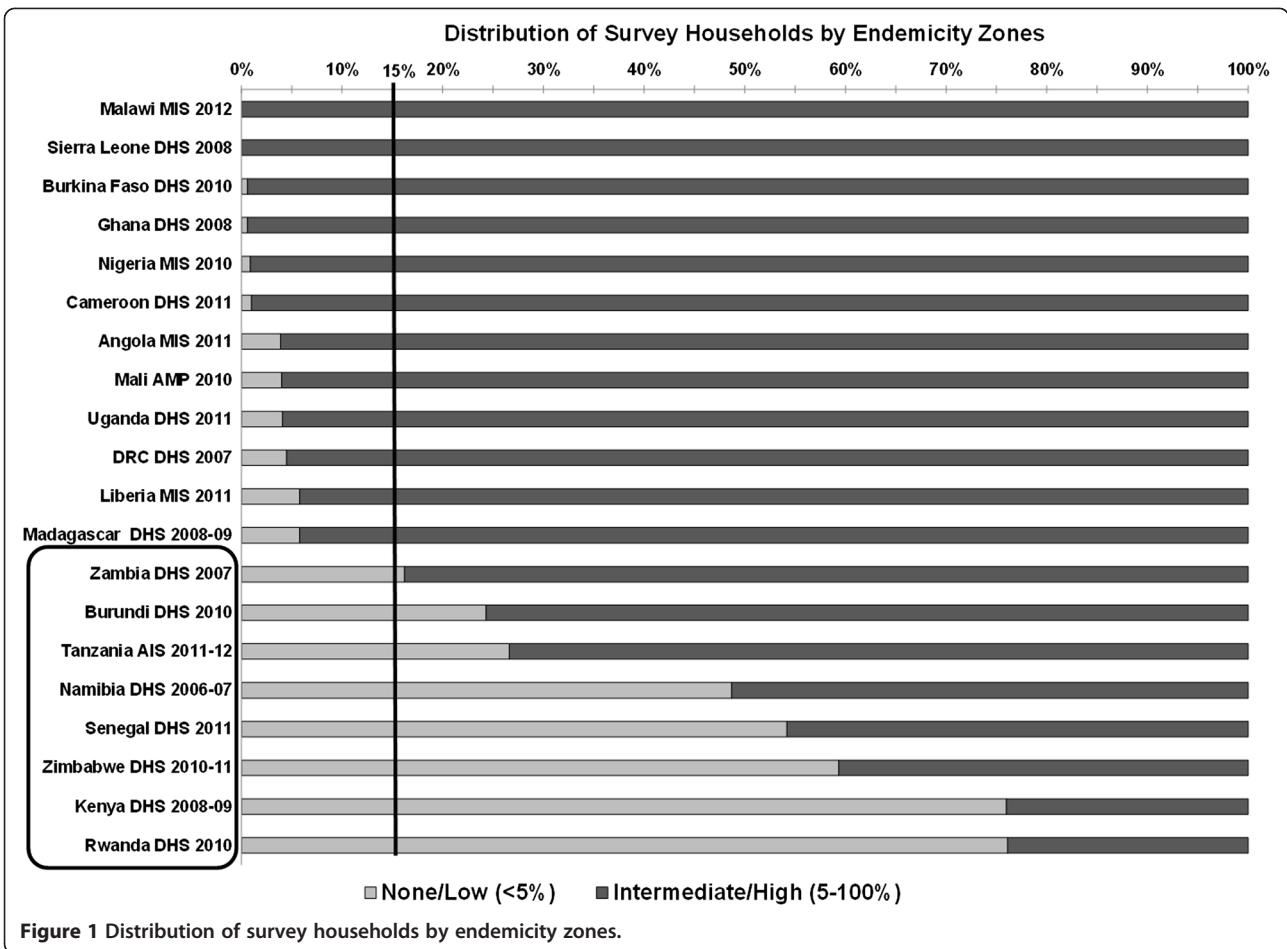 Distribution of Survey Households by Endemicity Zones
0% 10% 15% 20% 30% 40% 50% 60% 70% 80% 90% 100%
Malawi MIS 2012
Sierra Leone DHS 2008
Burkina Faso DHS 2010
Ghana DHS 2008
Nigeria MIS 2010
Cameroon DHS 2011
Angola MIS 2011
Mali AMP 2010
Uganda DHS 2011
DRC DHS 2007
Liberia MIS 2011
Madagascar DHS 2008-09
Zambia DHS 2007
Burundi DHS 2010
Tanzania AIS 2011-12
Namibia DHS 2006-07
Senegal DHS 2011
Zimbabwe DHS 2010-11
Kenya DHS 2008-09
Rwanda DHS 2010
None/Low (<5%) Intermediate/High (5-100%)
Figure 1 Distribution of survey households by endemicity zones.